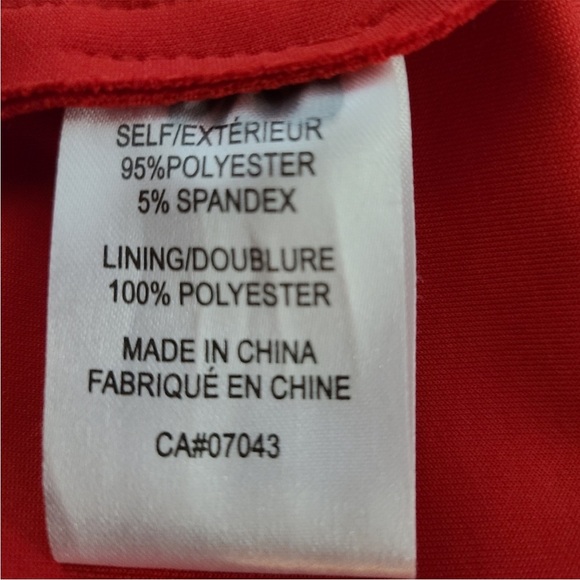 SELF/EXTÉRIEUR
95%POLYESTER
5% SPANDEX
LINING/DOUBLURE
100% POLYESTER
MADE IN CHINA
FABRIQUÉ EN CHINE
CA#07043